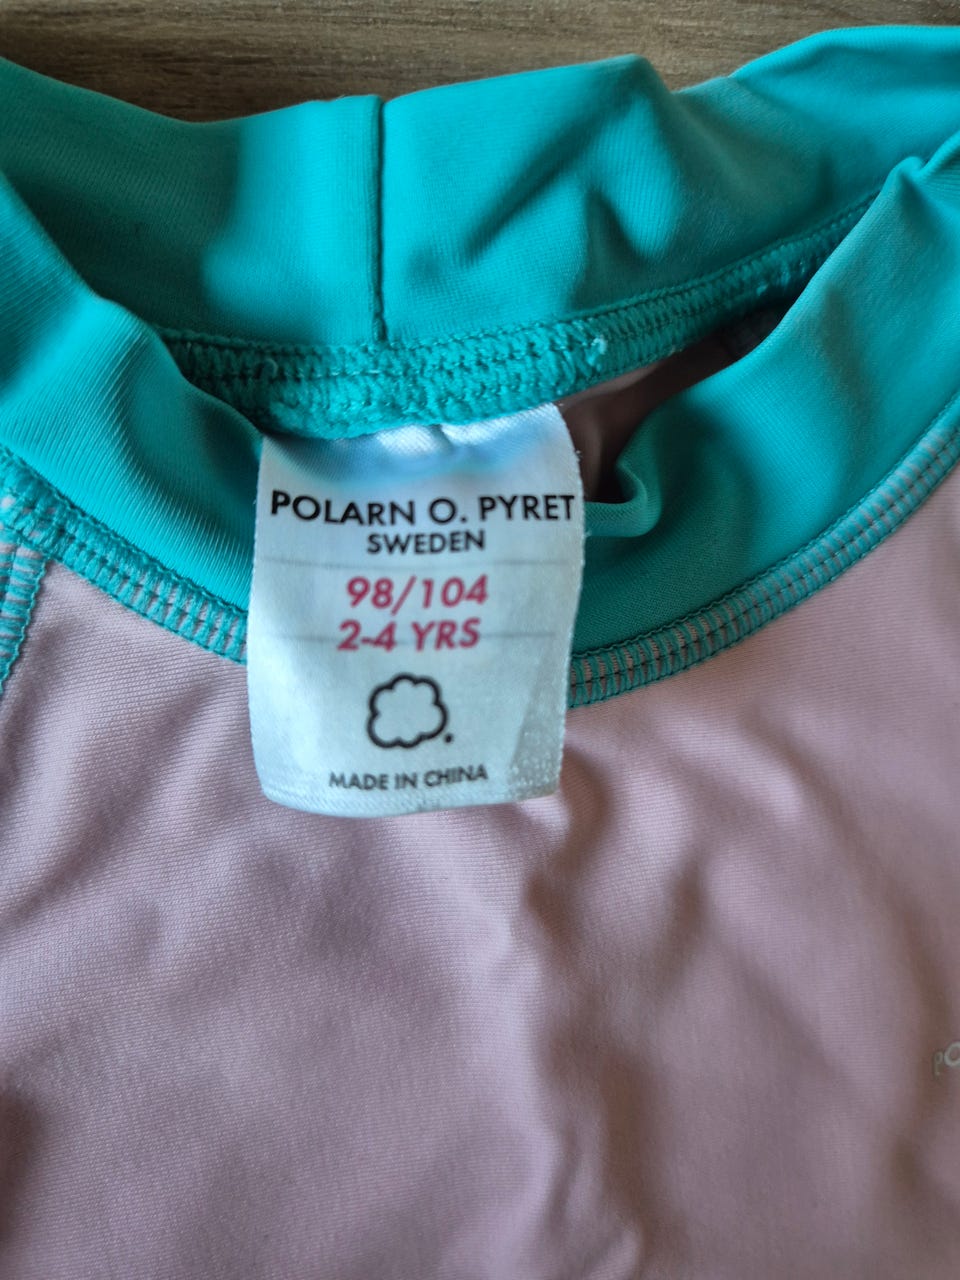 POLARN O. PYRET
SWEDEN
98/104
2-4 YRS
MADE IN CHINA